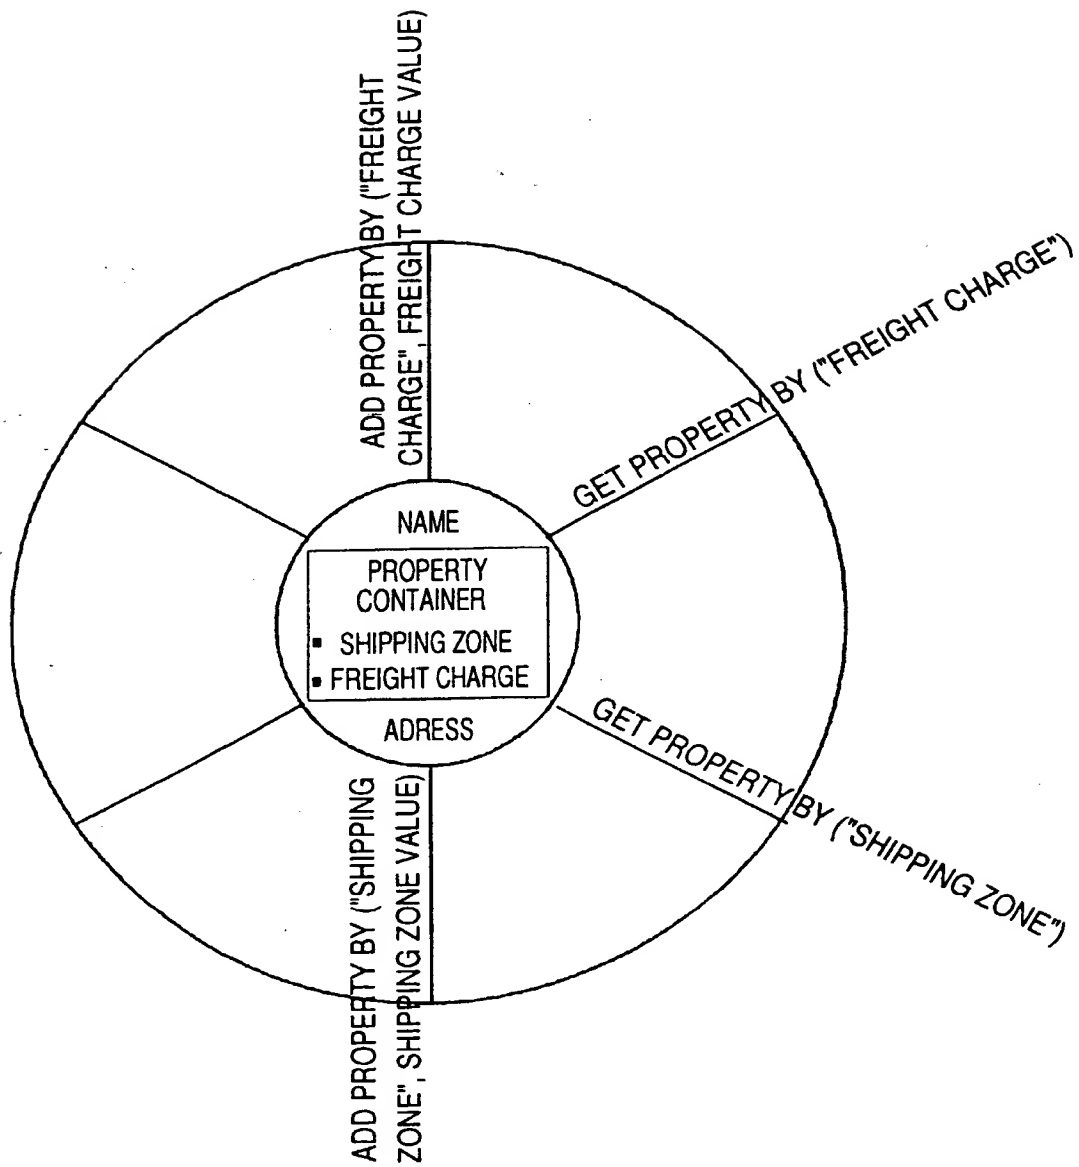 ADD PROPERTY BY ("FREIGHT
CHARGE", FREIGHT CHARGE VALUE)
GET PROPERTY BY ("FREIGHT CHARGE")
NAME
PROPERTY
CONTAINER
▪ SHIPPING ZONE
▪ FREIGHT CHARGE
ADRESS
GET PROPERTY BY ("SHIPPING ZONE")
ADD PROPERTY BY ("SHIPPING
ZONE", SHIPPING ZONE VALUE)